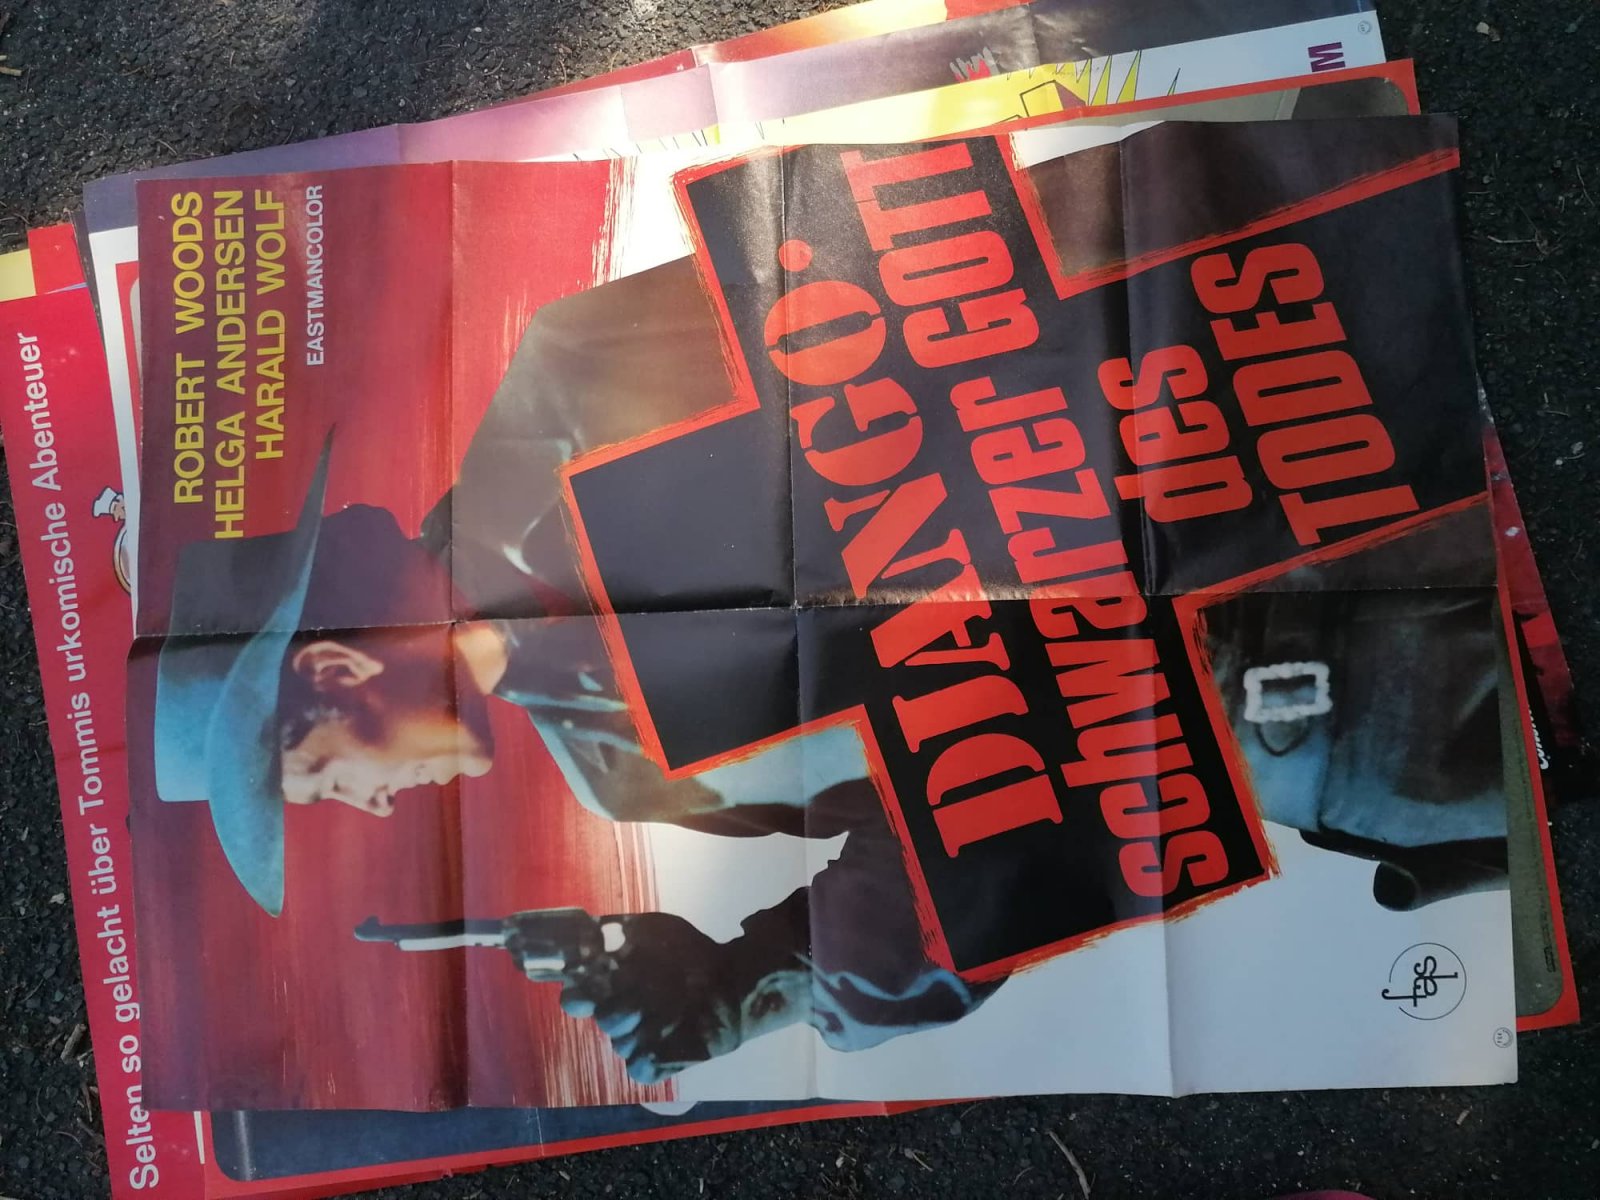 ROBERT WOODS
HELGA ANDERSEN
HARALD WOLF
EASTMANCOLOR
DJANGO,
schwarzer GOTT
des
TODES
Selten so gelacht über Tommis urkomische Abenteuer